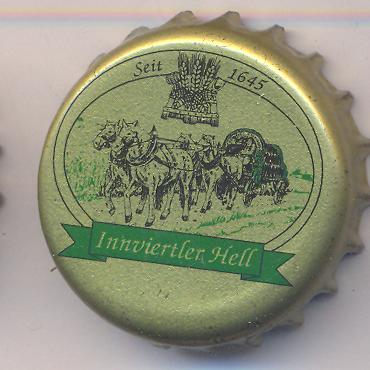 Seit 1645
Innviertler Hell